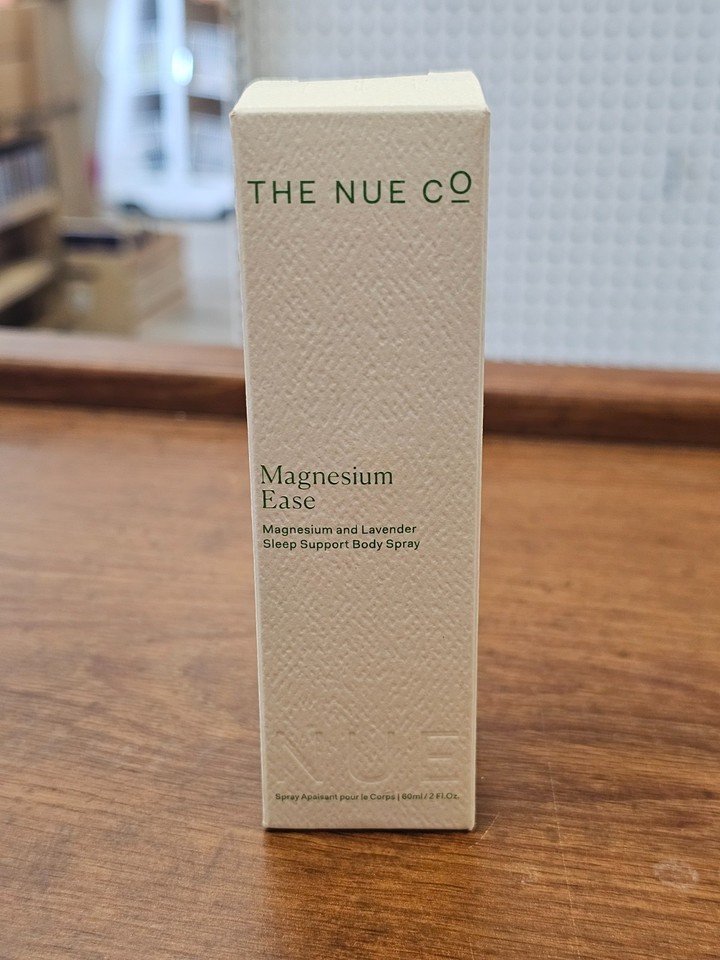 THE NUE CO
Magnesium
Ease
Magnesium and Lavender
Sleep Support Body Spray
NUE
Spray Apaisant pour le Corps | 60ml / 2 Fl.Oz.